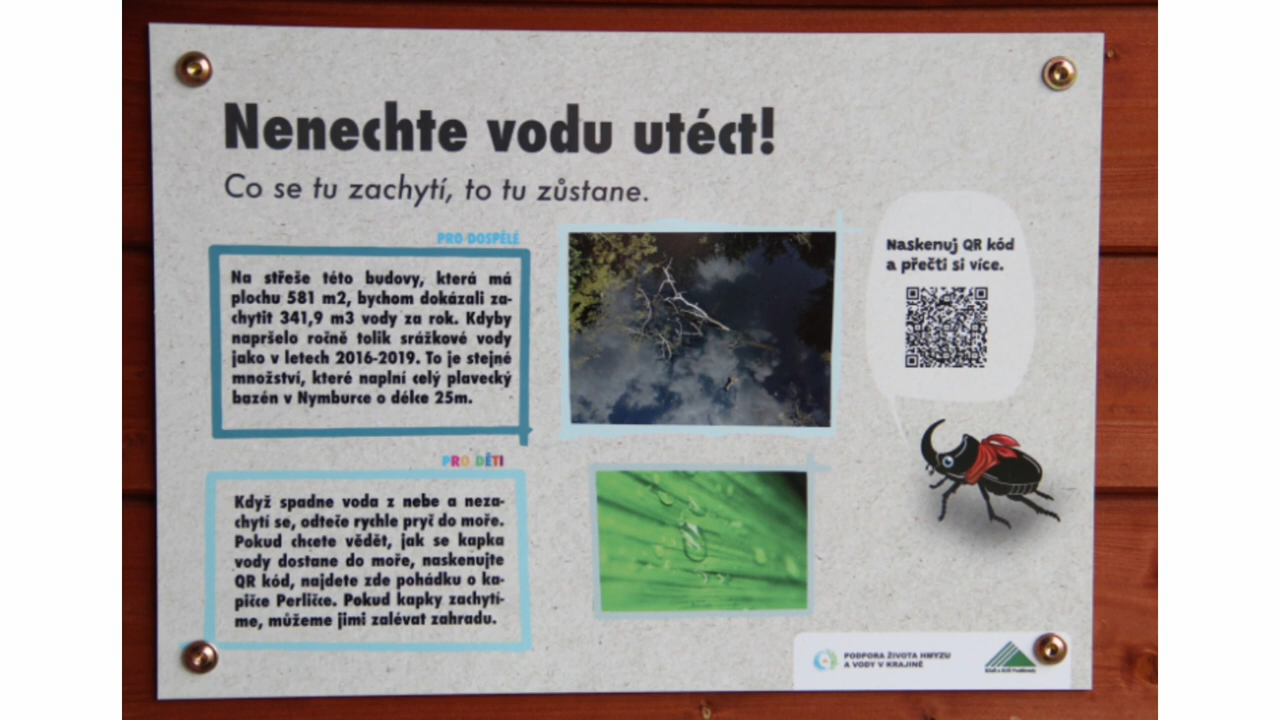 Nenechte vodu utéct!
Co se tu zachytí, to tu zůstane.
PRO DOSPĚLÉ
Na střeše této budovy, která má
plochu 581 m2, bychom dokázali za-
chytit 341,9 m3 vody za rok. Kdyby
napršelo ročně tolik srážkové vody
jako v letech 2016-2019. To je stejné
množství, které naplní celý plavecký
bazén v Nymburce o délce 25m.
PRO DĚTI
Když spadne voda z nebe a neza-
chytí se, odteče rychle pryč do moře.
Pokud chcete vědět, jak se kapka
vody dostane do moře, naskenujte
QR kód, najdete zde pohádku o ka-
pičce Perličce. Pokud kapky zachytí-
me, můžeme jimi zalévat zahradu.
Naskenuj QR kód
a přečti si více.
PODPORA ŽIVOTA HMYZU
A VODY V KRAJINĚ